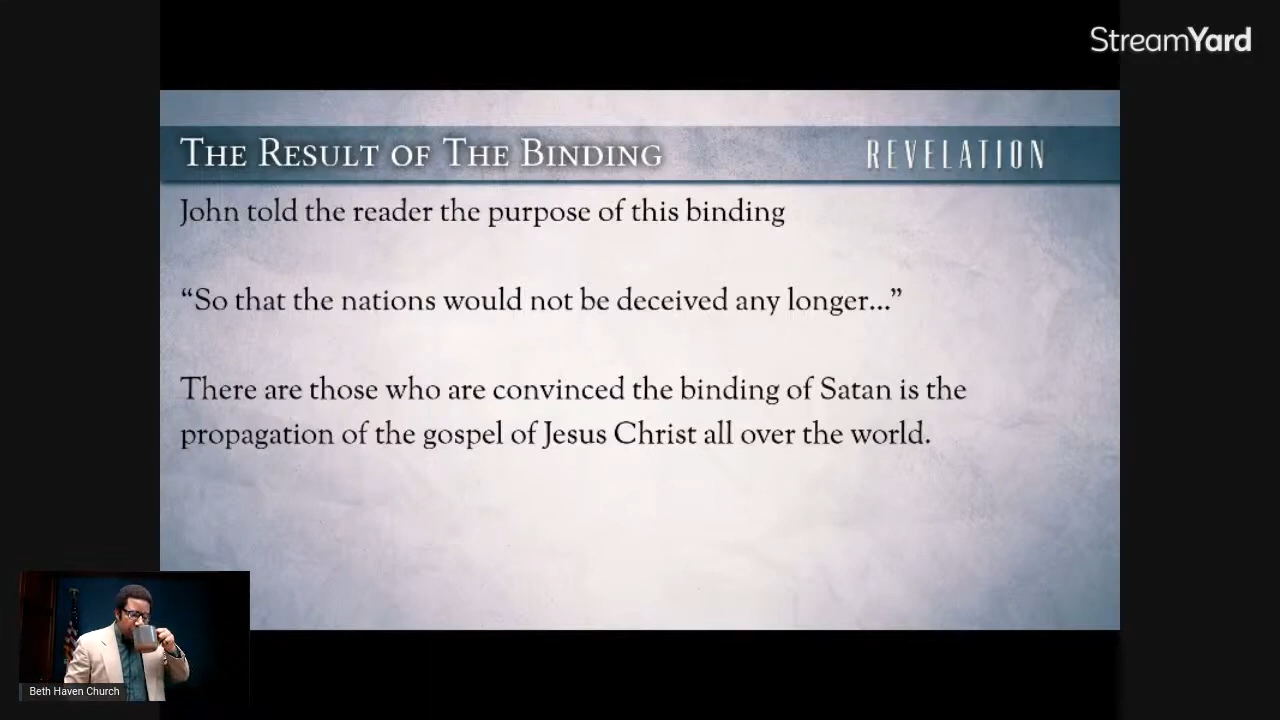 StreamYard
THE RESULT OF THE BINDING
REVELATION
John told the reader the purpose of this binding
“So that the nations would not be deceived any longer...”
There are those who are convinced the binding of Satan is the
propagation of the gospel of Jesus Christ all over the world.
Beth Haven Church